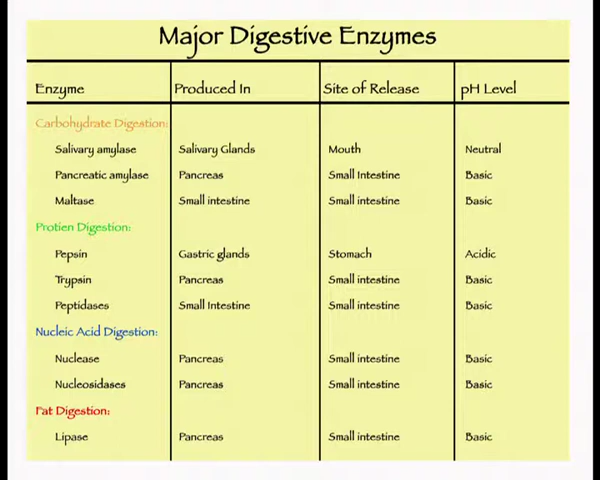 Major Digestive Enzymes
Enzyme Produced In Site of Release pH Level
Carbohydrate Digestion:
Salivary amylase Salivary Glands Mouth Neutral
Pancreatic amylase Pancreas Small Intestine Basic
Maltase Small intestine Small intestine Basic
Protien Digestion:
Pepsin Gastric glands Stomach Acidic
Trypsin Pancreas Small intestine Basic
Peptidases Small Intestine Small intestine Basic
Nucleic Acid Digestion:
Nuclease Pancreas Small intestine Basic
Nucleosidases Pancreas Small intestine Basic
Fat Digestion:
Lipase Pancreas Small intestine Basic